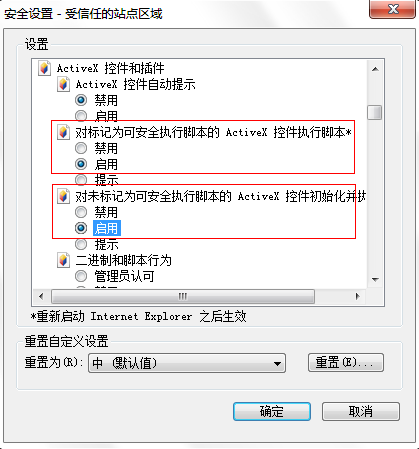 安全设置 - 受信任的站点区域
设置
ActiveX 控件和插件
ActiveX 控件自动提示
禁用
启用
对标记为可安全执行脚本的 ActiveX 控件执行脚本*
禁用
启用
提示
对未标记为可安全执行脚本的 ActiveX 控件初始化并执
禁用
启用
提示
二进制和脚本行为
管理员认可
*重新启动 Internet Explorer 之后生效
重置自定义设置
重置为(R): 中 (默认值) 重置(E)...
确定 取消